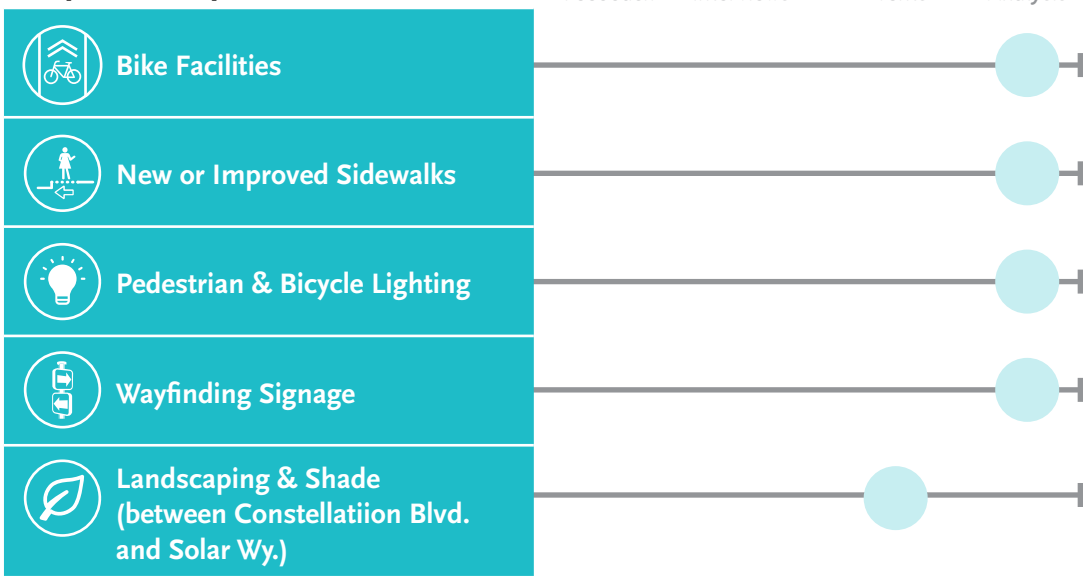 Bike Facilities
New or Improved Sidewalks
Pedestrian & Bicycle Lighting
Wayfinding Signage
Landscaping & Shade
(between Constellatiion Blvd.
and Solar Wy.)